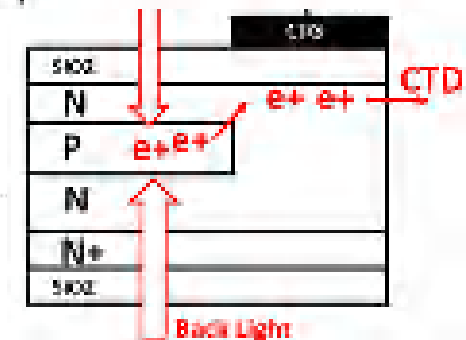 CTD
SiO2
CTD
N
e+ e+
P
e+ e+
N
N+
SiO2
Back Light